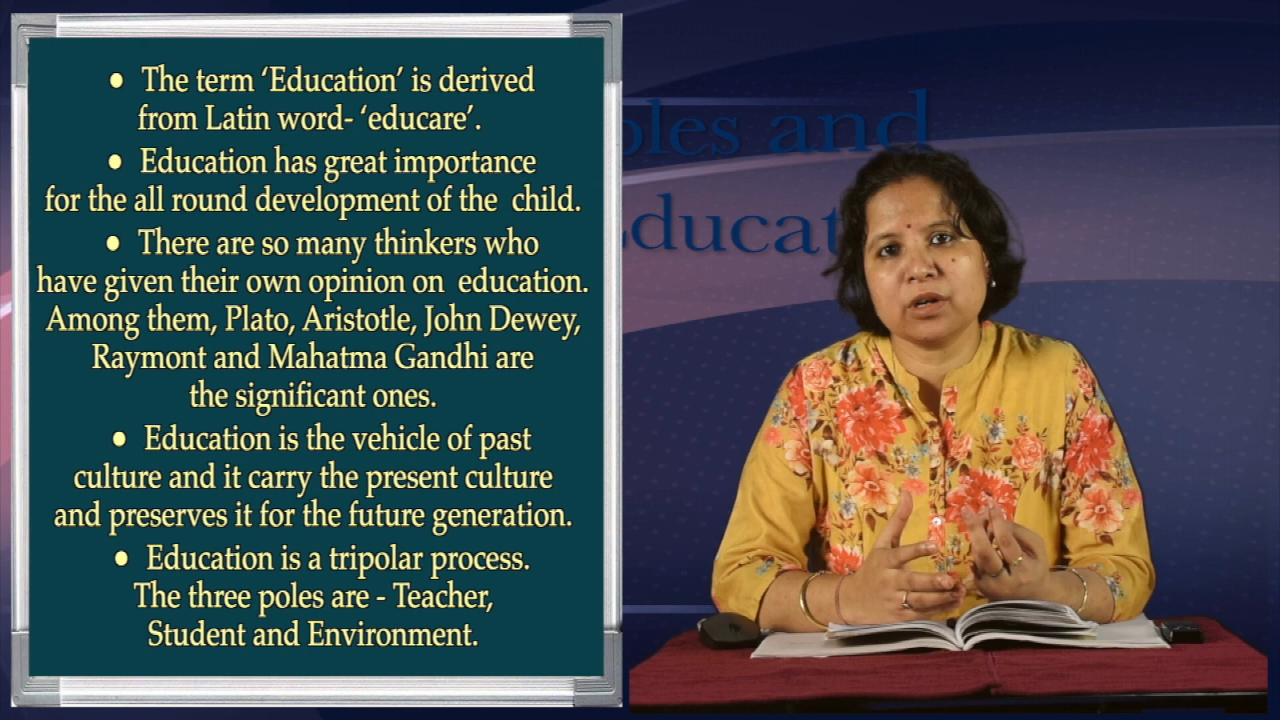 • The term ‘Education’ is derived
from Latin word- ‘educare’.
• Education has great importance
for the all round development of the child.
• There are so many thinkers who
have given their own opinion on education.
Among them, Plato, Aristotle, John Dewey,
Raymont and Mahatma Gandhi are
the significant ones.
• Education is the vehicle of past
culture and it carry the present culture
and preserves it for the future generation.
• Education is a tripolar process.
The three poles are - Teacher,
Student and Environment.
and